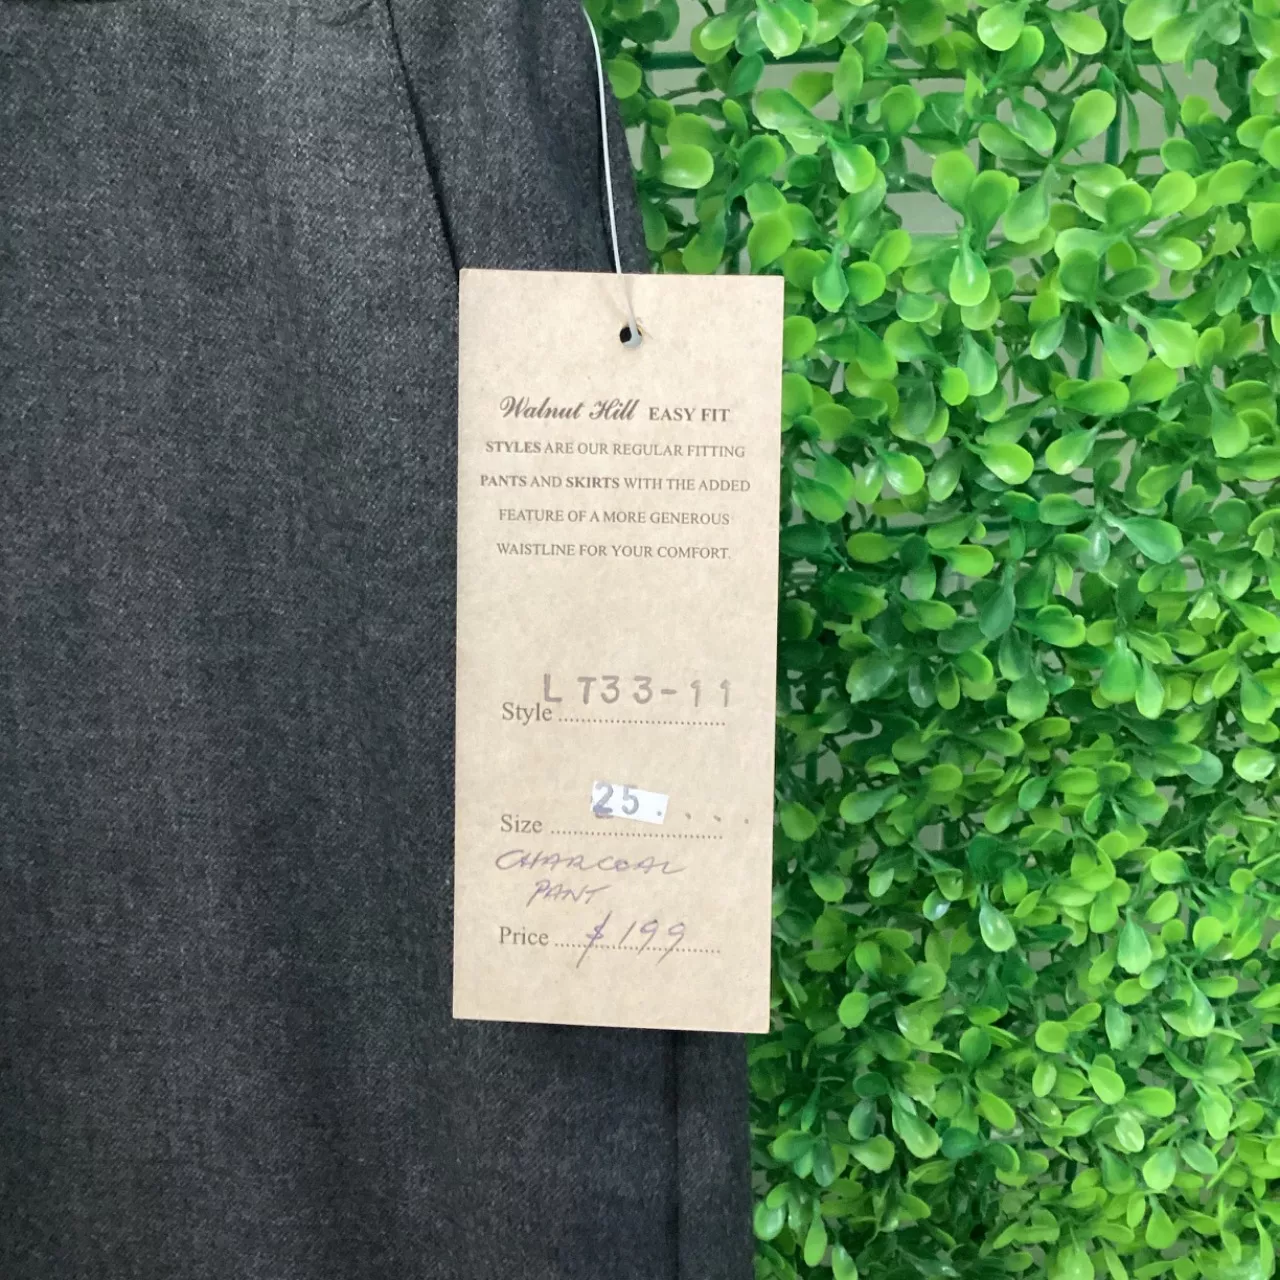 Walnut Hill EASY FIT
STYLES ARE OUR REGULAR FITTING
PANTS AND SKIRTS WITH THE ADDED
FEATURE OF A MORE GENEROUS
WAISTLINE FOR YOUR COMFORT.
Style LT33-11
Size 25
CHARCOAL
PANT
Price $199